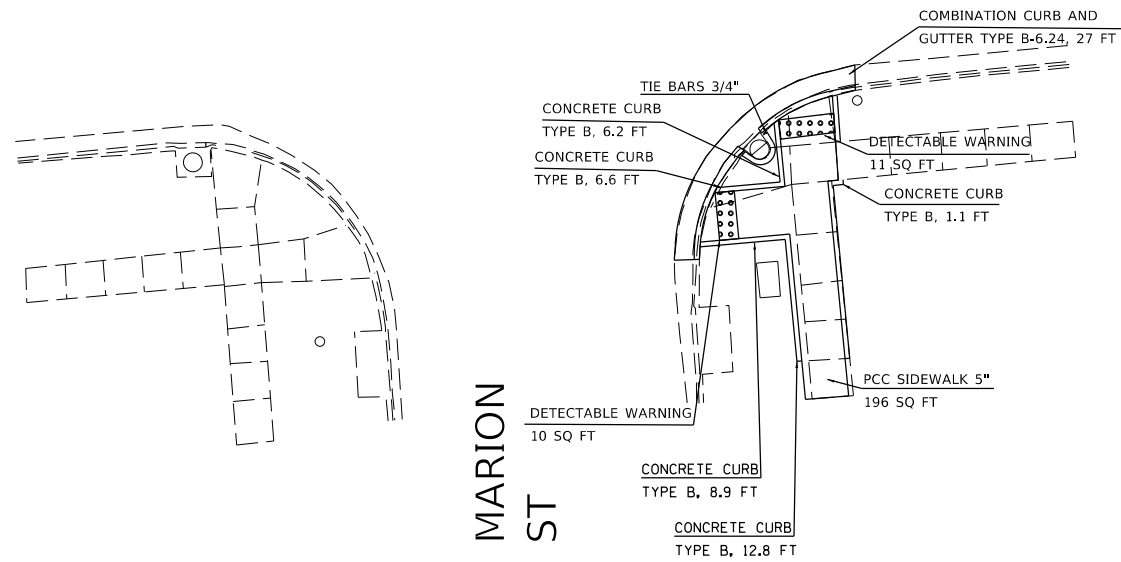 COMBINATION CURB AND
GUTTER TYPE B-6.24, 27 FT
TIE BARS 3/4"
CONCRETE CURB
TYPE B, 6.2 FT
CONCRETE CURB
TYPE B, 6.6 FT
DETECTABLE WARNING
11 SQ FT
CONCRETE CURB
TYPE B, 1.1 FT
PCC SIDEWALK 5"
196 SQ FT
DETECTABLE WARNING
10 SQ FT
CONCRETE CURB
TYPE B, 8.9 FT
CONCRETE CURB
TYPE B, 12.8 FT
MARION
ST